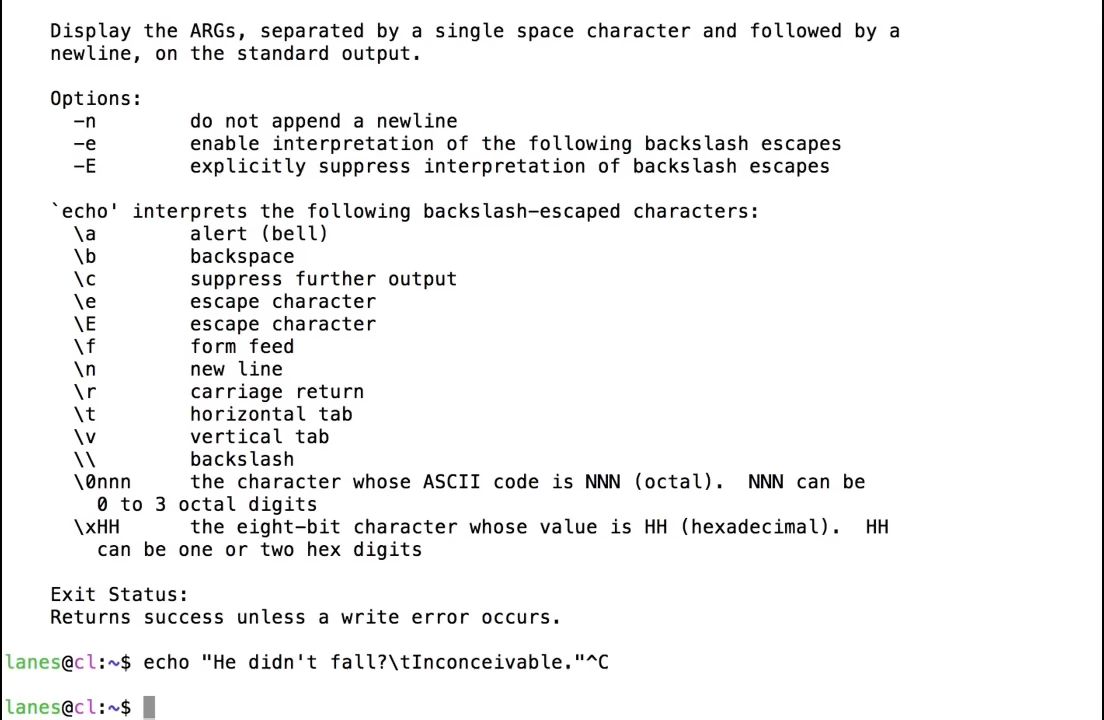 Display the ARGs, separated by a single space character and followed by a
newline, on the standard output.
Options:
-n do not append a newline
-e enable interpretation of the following backslash escapes
-E explicitly suppress interpretation of backslash escapes
`echo' interprets the following backslash-escaped characters:
\a alert (bell)
\b backspace
\c suppress further output
\e escape character
\E escape character
\f form feed
\n new line
\r carriage return
\t horizontal tab
\v vertical tab
\\ backslash
\0nnn the character whose ASCII code is NNN (octal). NNN can be
0 to 3 octal digits
\xHH the eight-bit character whose value is HH (hexadecimal). HH
can be one or two hex digits
Exit Status:
Returns success unless a write error occurs.
lanes@cl:~$ echo "He didn't fall?\tInconceivable."^C
lanes@cl:~$